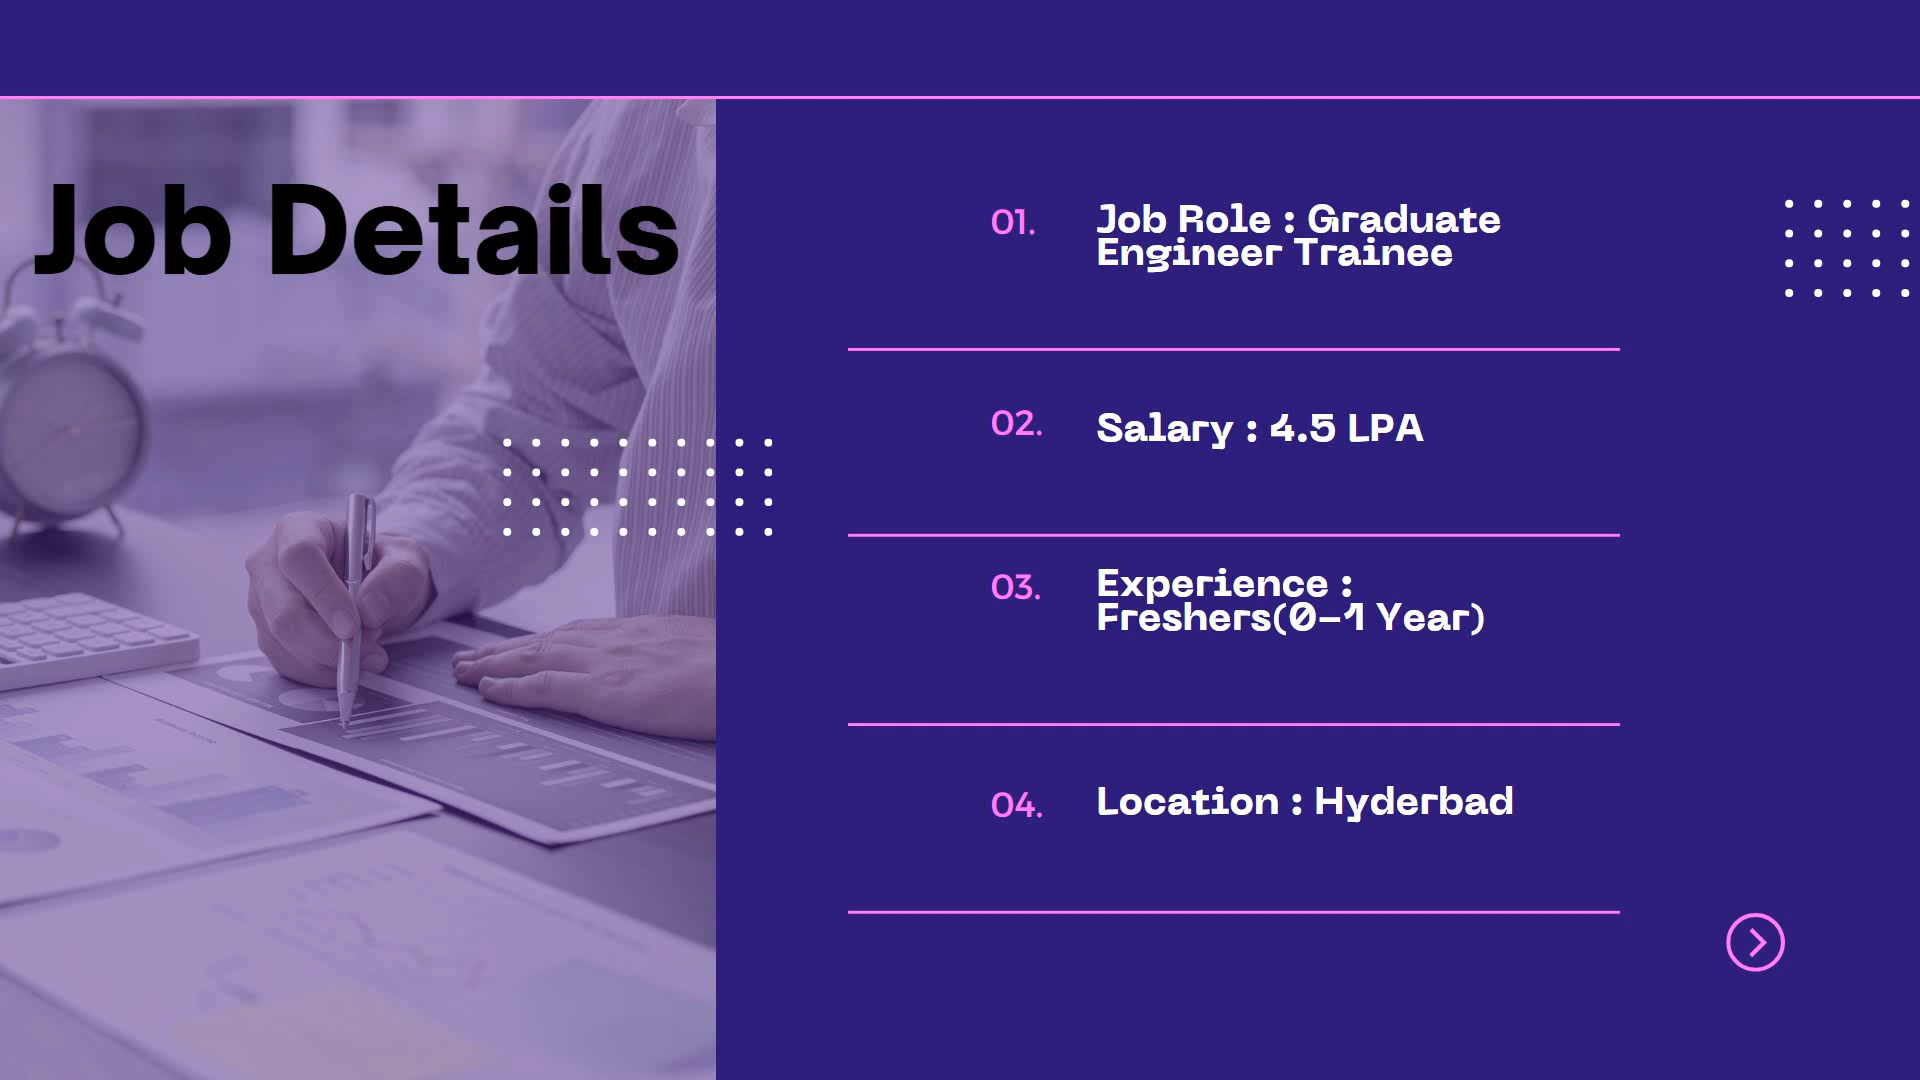 Job Details
01.
Job Role : Graduate
Engineer Trainee
02.
Salary : 4.5 LPA
03.
Experience :
Freshers(0-1 Year)
04.
Location : Hyderbad